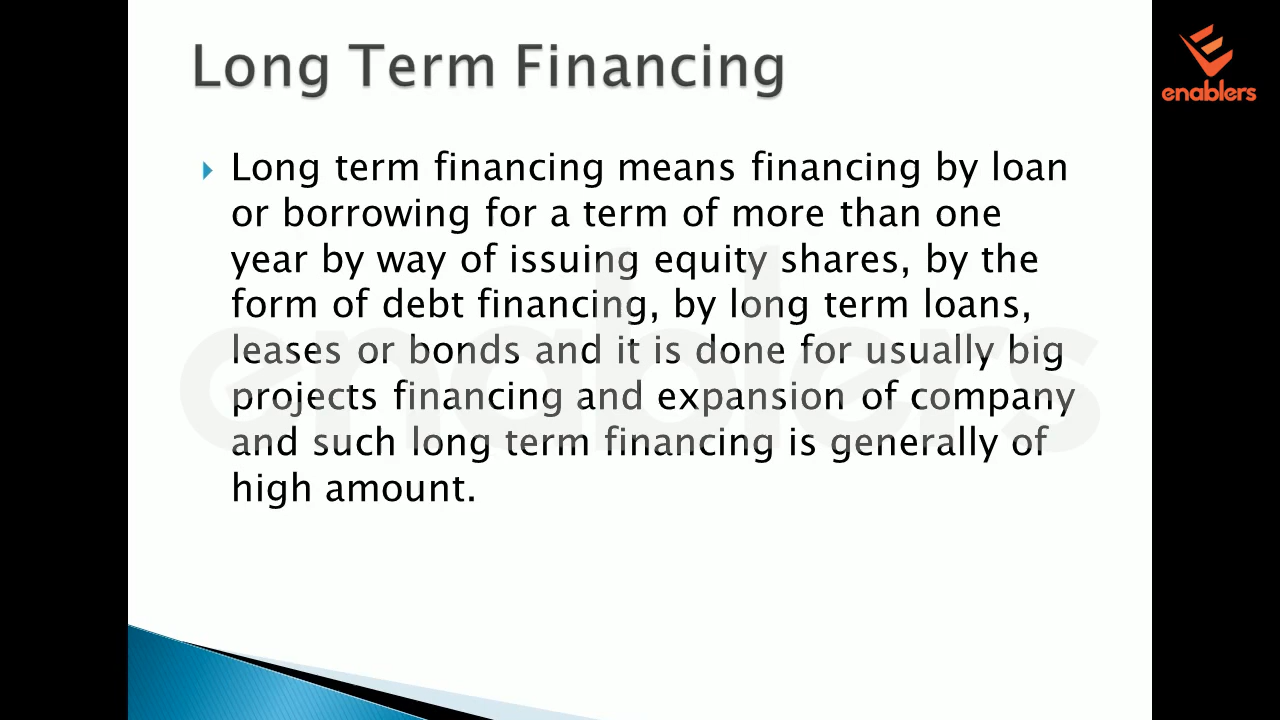 Long Term Financing
enablers
Long term financing means financing by loan
or borrowing for a term of more than one
year by way of issuing equity shares, by the
form of debt financing, by long term loans,
leases or bonds and it is done for usually big
projects financing and expansion of company
and such long term financing is generally of
high amount.
enablers